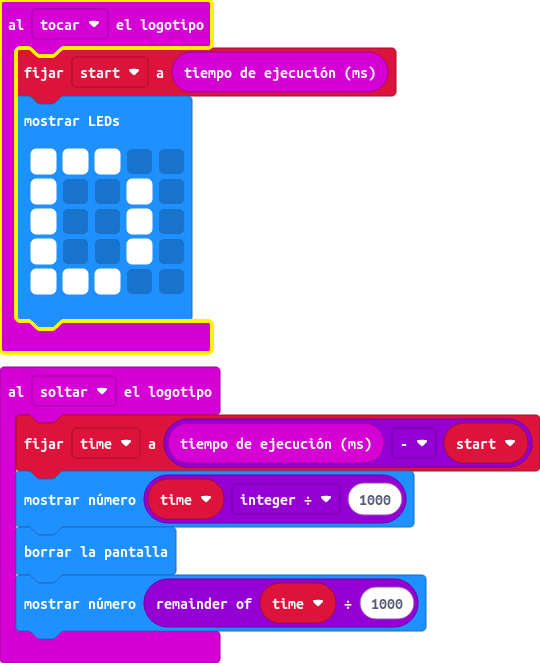 al tocar el logotipo
fijar start a tiempo de ejecución (ms)
mostrar LEDs
al soltar el logotipo
fijar time a tiempo de ejecución (ms) - start
mostrar número time integer ÷ 1000
borrar la pantalla
mostrar número remainder of time ÷ 1000